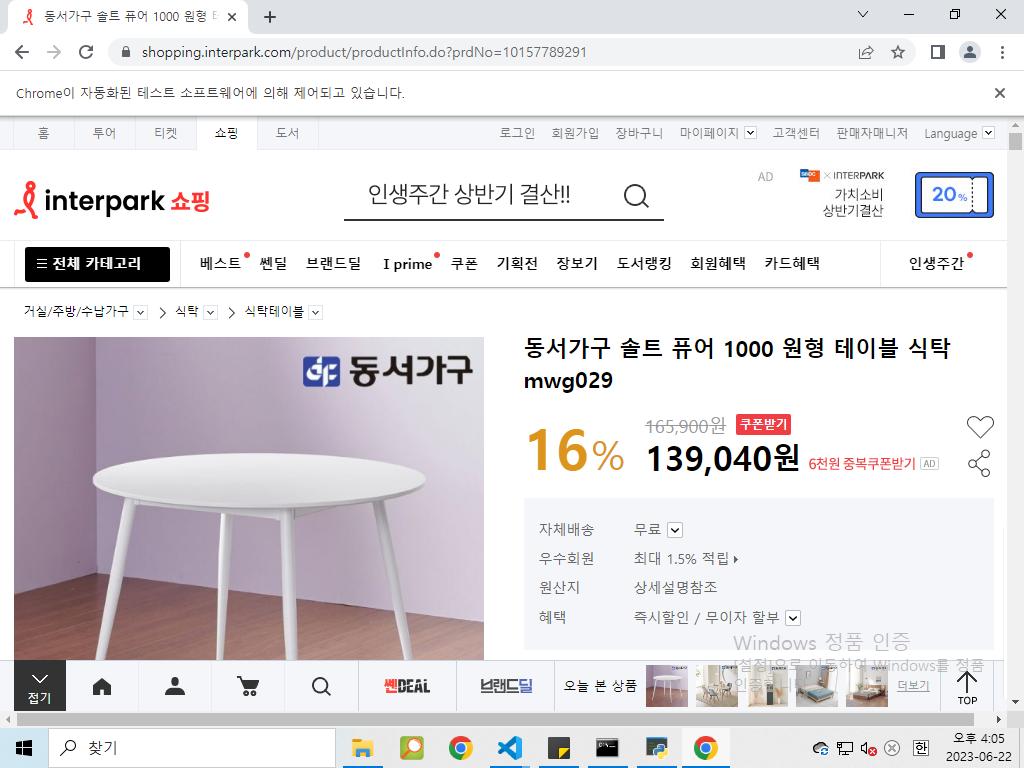 동서가구 솔트 퓨어 1000 원형 테
shopping.interpark.com/product/productInfo.do?prdNo=10157789291
Chrome이 자동화된 테스트 소프트웨어에 의해 제어되고 있습니다.
홈 투어 티켓 쇼핑 도서 로그인 회원가입 장바구니 마이페이지 고객센터 판매자매니저 Language
interpark 쇼핑
인생주간 상반기 결산!!
AD
SBDC × INTERPARK
가치소비
상반기결산
20%
전체 카테고리 베스트 쎈딜 브랜드딜 I prime 쿠폰 기획전 장보기 도서랭킹 회원혜택 카드혜택 인생주간
거실/주방/수납가구 식탁 식탁테이블
동서가구
동서가구 솔트 퓨어 1000 원형 테이블 식탁
mwg029
16% 165,900원 쿠폰받기
139,040원 6천원 중복쿠폰받기 AD
자체배송 무료
우수회원 최대 1.5% 적립
원산지 상세설명참조
혜택 즉시할인 / 무이자 할부
Windows 정품 인증
[설정]으로 이동하여 Windows를 정품
인증합니다.
접기
쎈DEAL 브랜드딜 오늘 본 상품 더보기
TOP
찾기
한
오후 4:05
2023-06-22